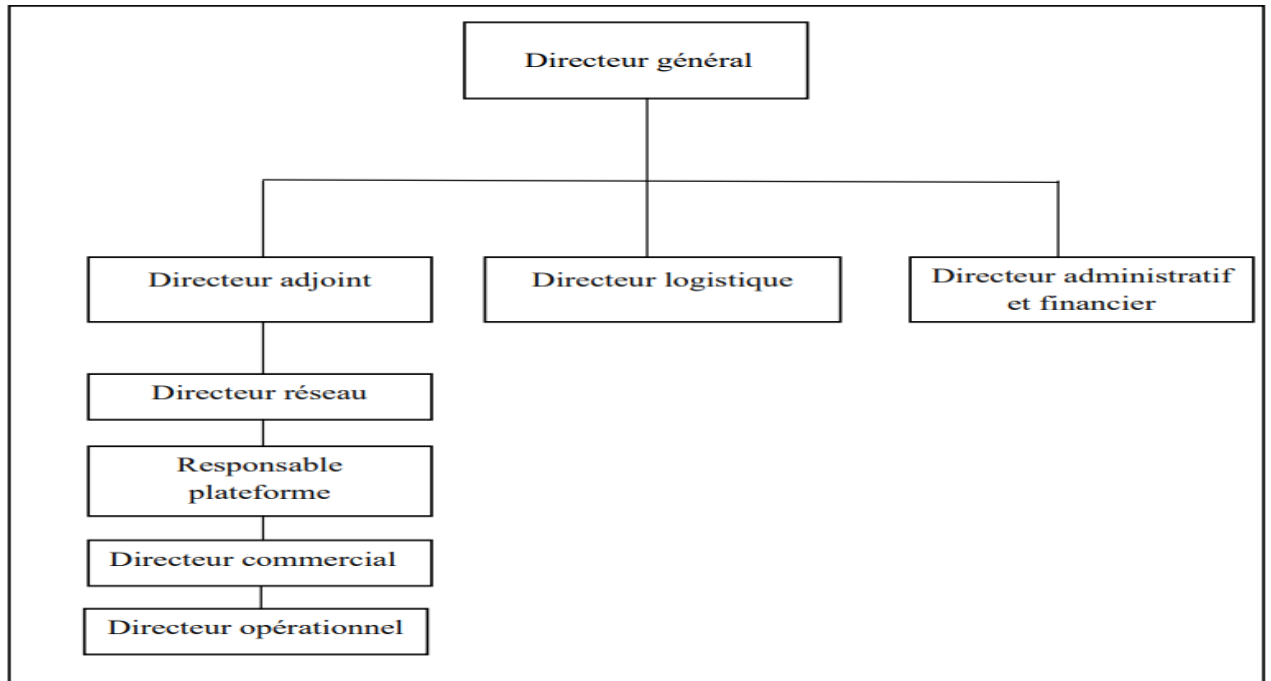 Directeur général
Directeur adjoint
Directeur logistique
Directeur administratif
et financier
Directeur réseau
Responsable
plateforme
Directeur commercial
Directeur opérationnel